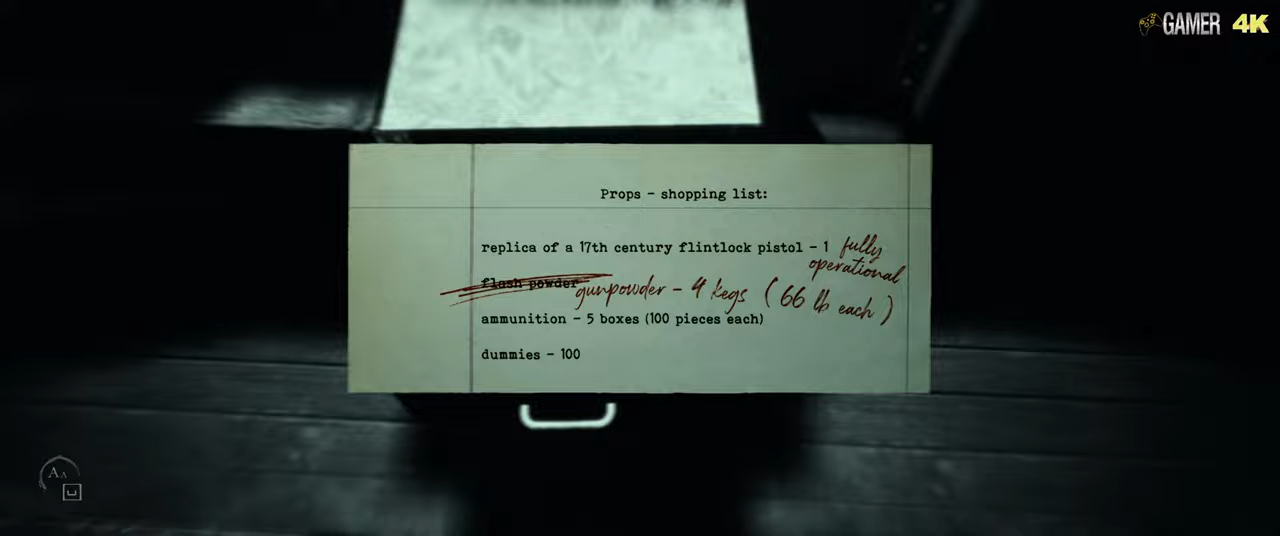 GAMER 4K
Props - shopping list:
replica of a 17th century flintlock pistol - 1 fully
operational
flash powder gunpowder - 4 kegs (66 lb each)
ammunition - 5 boxes (100 pieces each)
dummies - 100
AA